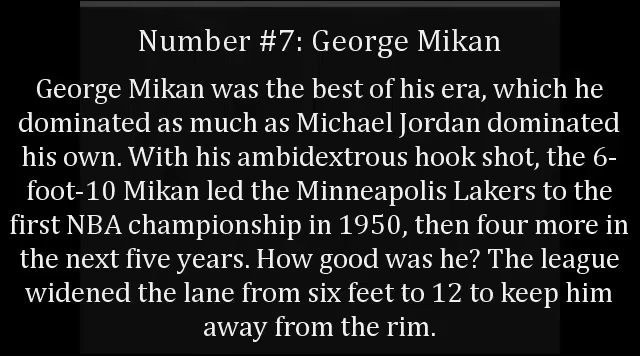 Number #7: George Mikan
George Mikan was the best of his era, which he
dominated as much as Michael Jordan dominated
his own. With his ambidextrous hook shot, the 6-
foot-10 Mikan led the Minneapolis Lakers to the
first NBA championship in 1950, then four more in
the next five years. How good was he? The league
widened the lane from six feet to 12 to keep him
away from the rim.